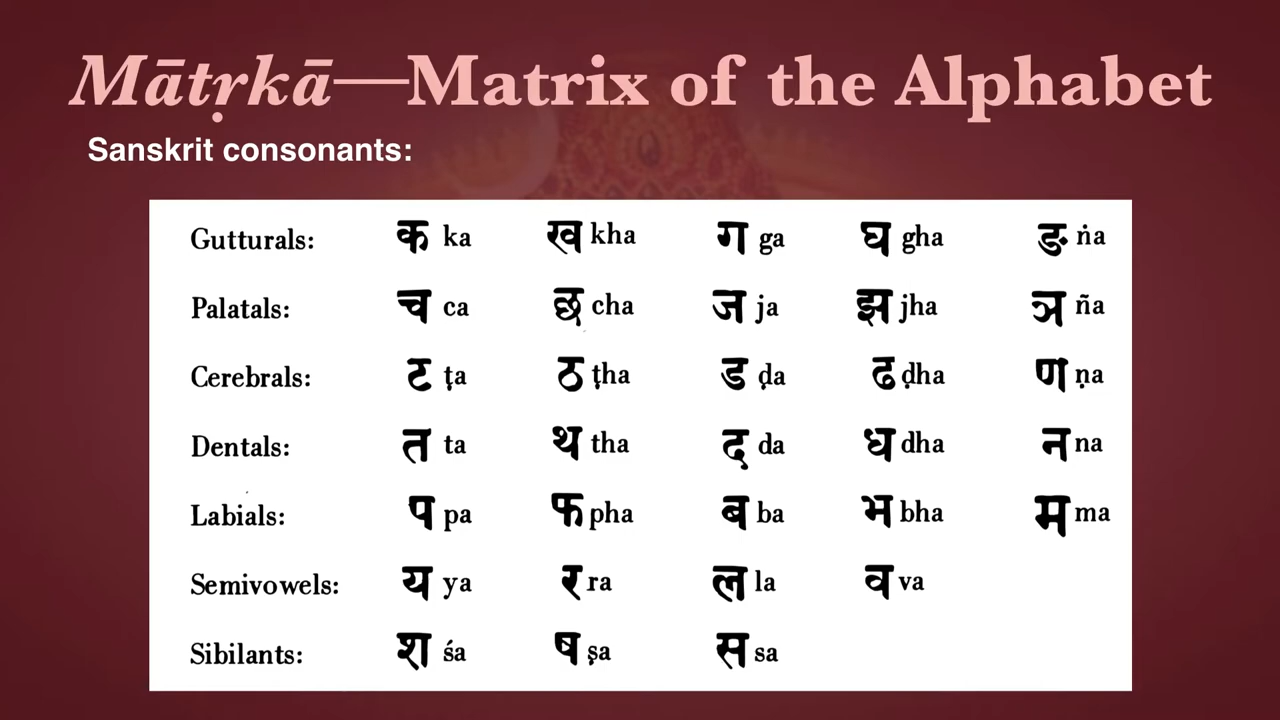 Mātṛkā—Matrix of the Alphabet
Sanskrit consonants:
Gutturals: क ka ख kha ग ga घ gha ङ ṅa
Palatals: च ca छ cha ज ja झ jha ञ ña
Cerebrals: ट ṭa ठ ṭha ड ḍa ढ ḍha ण ṇa
Dentals: त ta थ tha द da ध dha न na
Labials: प pa फ pha ब ba भ bha म ma
Semivowels: य ya र ra ल la व va
Sibilants: श śa ष ṣa स sa